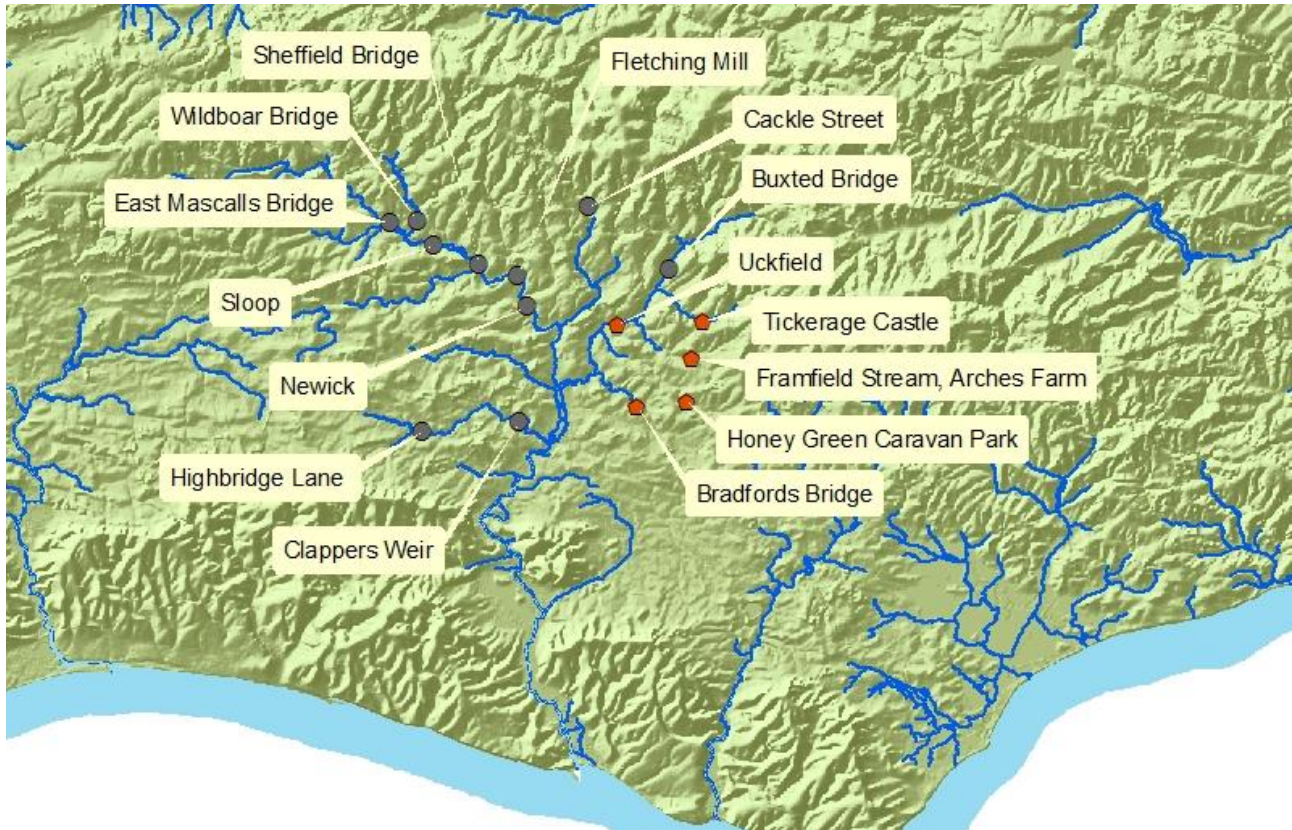 Sheffield Bridge
Fletching Mill
Wildboar Bridge
Cackle Street
Buxted Bridge
East Mascalls Bridge
Uckfield
Sloop
Tickerage Castle
Newick
Framfield Stream, Arches Farm
Honey Green Caravan Park
Highbridge Lane
Bradfords Bridge
Clappers Weir